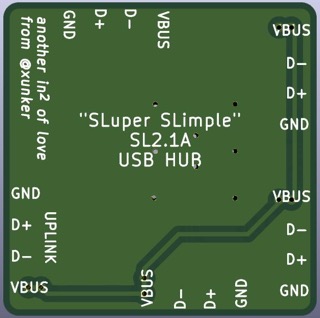 another in2 of love
from @xunker
GND
D+
D-
VBUS
VBUS
D-
D+
GND
"SLuper SLimple"
SL2.1A
USB HUB
GND
D+
D-
VBUS
UPLINK
VBUS
D-
D+
GND
VBUS
D-
D+
GND